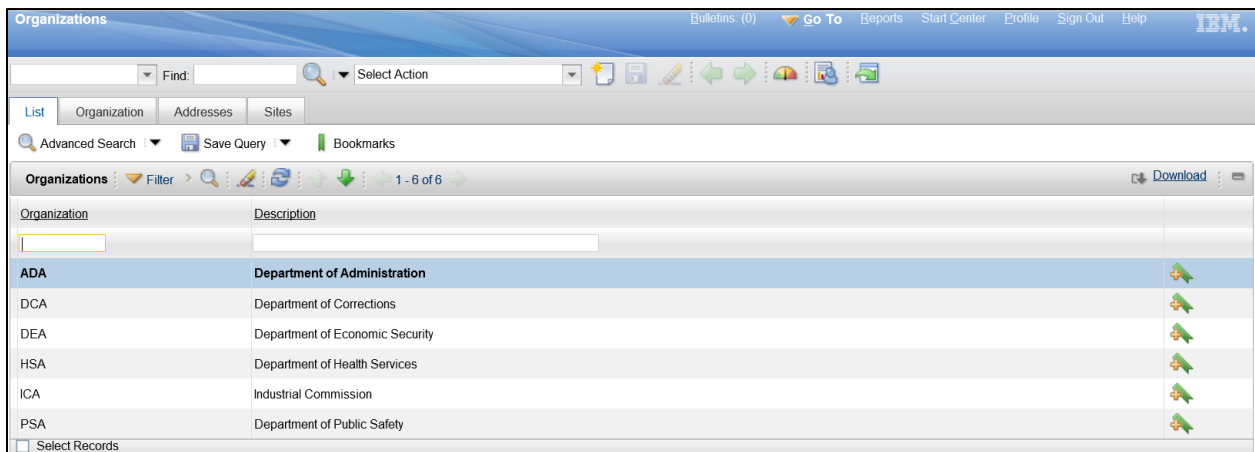 Organizations Bulletins: (0) Go To Reports Start Center Profile Sign Out Help IBM.
Find: Select Action
List Organization Addresses Sites
Advanced Search Save Query Bookmarks
Organizations Filter 1 - 6 of 6 Download
Organization Description
ADA Department of Administration
DCA Department of Corrections
DEA Department of Economic Security
HSA Department of Health Services
ICA Industrial Commission
PSA Department of Public Safety
Select Records